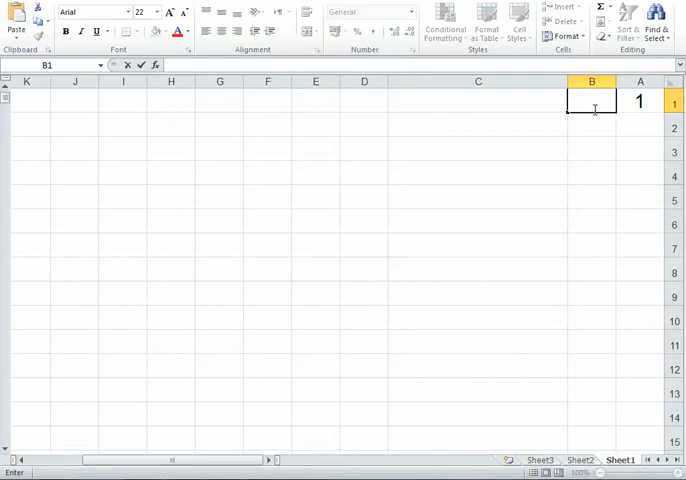 Paste
Clipboard
Arial 22
B I U A
Font
Alignment
General
% ,
Number
Conditional Formatting
Format as Table
Cell Styles
Styles
Insert
Delete
Format
Cells
Σ
Sort & Filter
Find & Select
Editing
B1 fx
K J I H G F E D C B A
1 1
2
3
4
5
6
7
8
9
10
11
12
13
14
15
Sheet3 Sheet2 Sheet1
Enter 100%